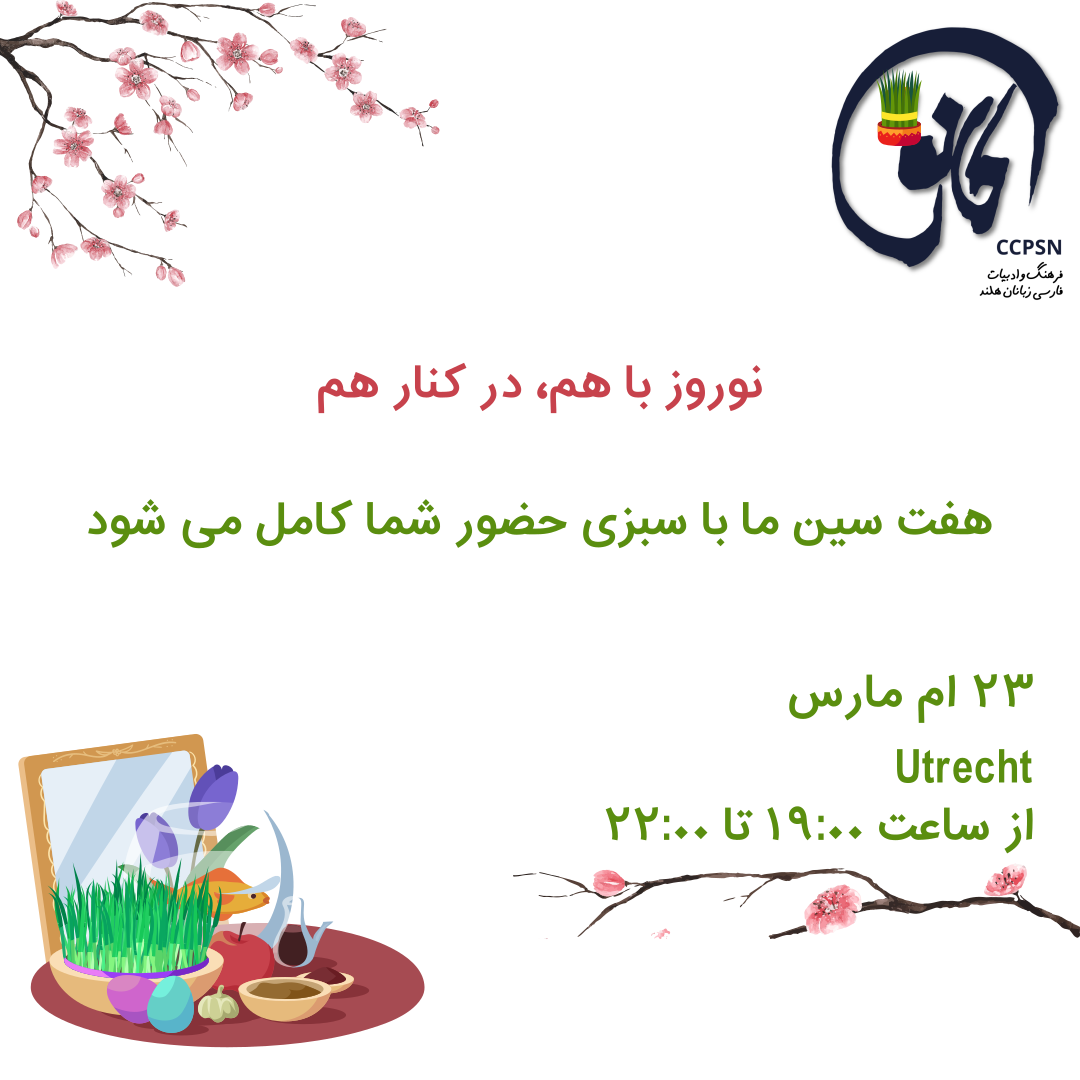 CCPSN
فرهنگ و ادبیات
فارسی زبانان هلند
نوروز با هم، در کنار هم
هفت سین ما با سبزی حضور شما کامل می شود
۲۳ ام مارس
Utrecht
از ساعت ۱۹:۰۰ تا ۲۲:۰۰